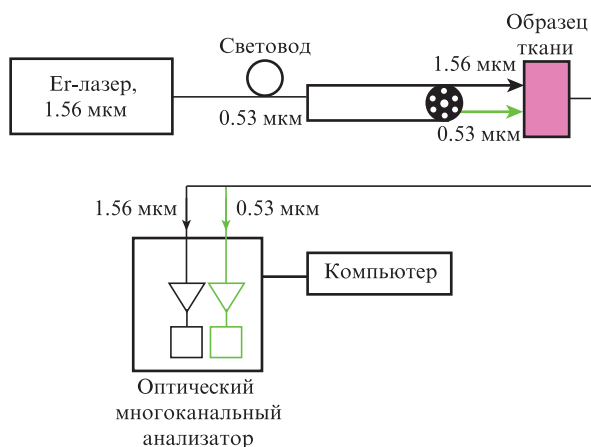 Световод
Образец
ткани
Er-лазер,
1.56 мкм
1.56 мкм
0.53 мкм
0.53 мкм
1.56 мкм
0.53 мкм
Компьютер
Оптический
многоканальный
анализатор